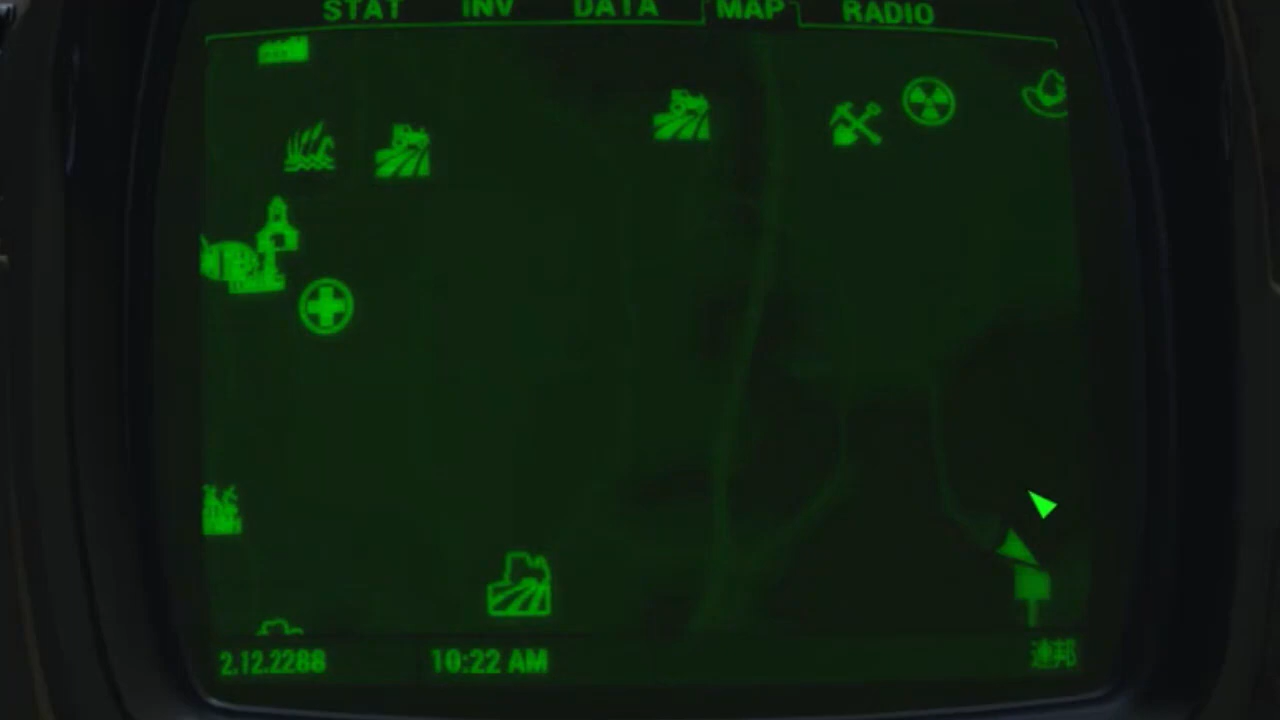 STAT INV DATA MAP RADIO
2.12.2288 10:22 AM 連邦